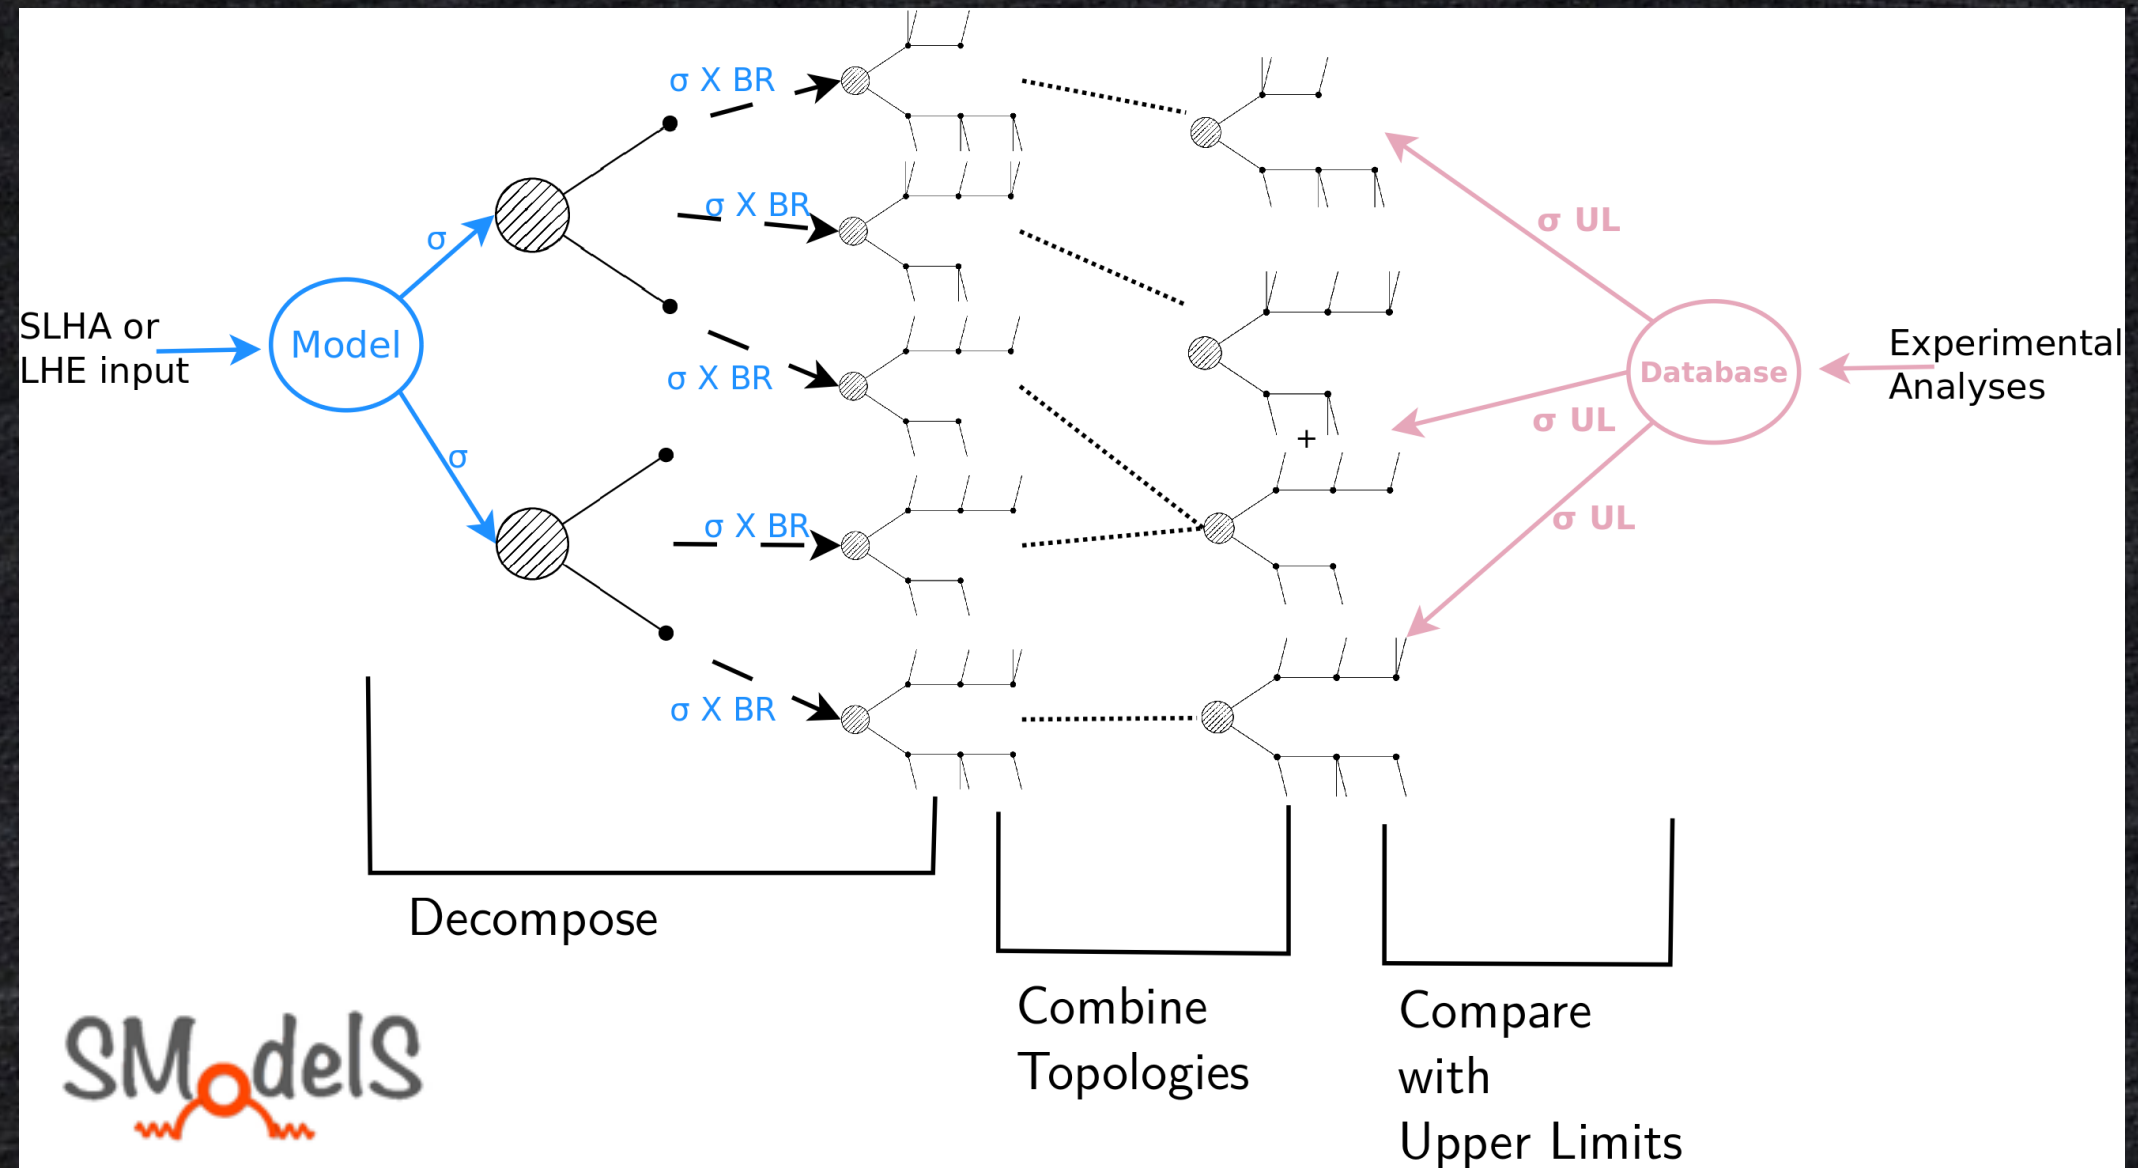 σ X BR
σ X BR
σ
SLHA or
LHE input
Model
σ X BR
σ
σ X BR
σ X BR
+
σ UL
σ UL
σ UL
Database
Experimental
Analyses
Decompose
Combine
Topologies
Compare
with
Upper Limits
SModelS